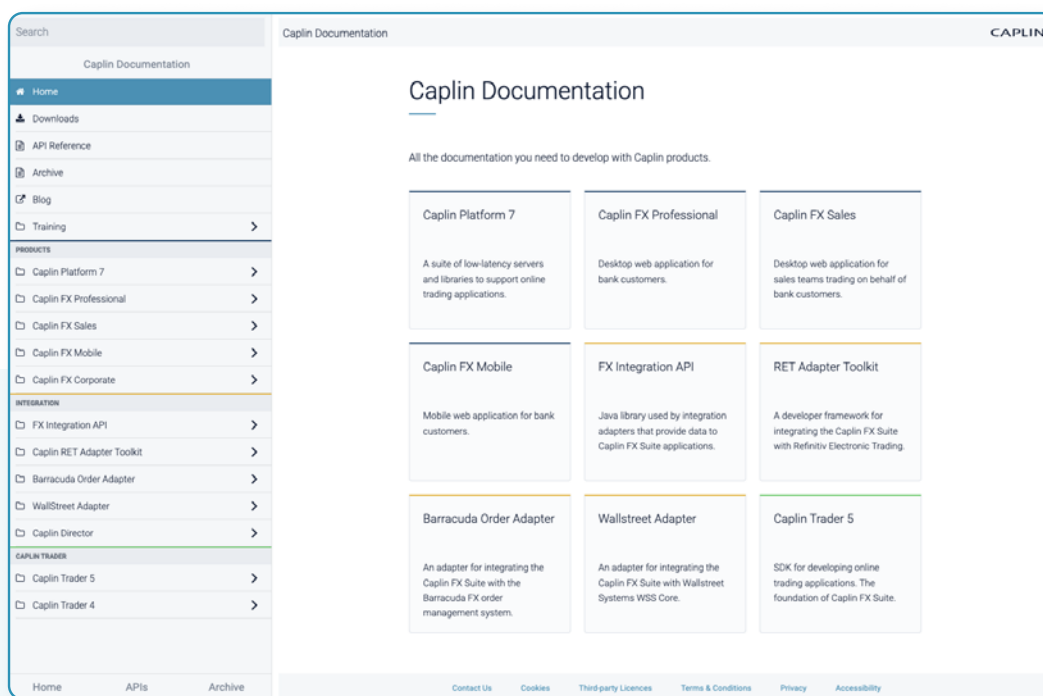 Search
Caplin Documentation
Home
Downloads
API Reference
Archive
Blog
Training
PRODUCTS
Caplin Platform 7
Caplin FX Professional
Caplin FX Sales
Caplin FX Mobile
Caplin FX Corporate
INTEGRATION
FX Integration API
Caplin RET Adapter Toolkit
Barracuda Order Adapter
WallStreet Adapter
Caplin Director
CAPLIN TRADER
Caplin Trader 5
Caplin Trader 4
Home APIs Archive
Caplin Documentation
CAPLIN
Caplin Documentation
All the documentation you need to develop with Caplin products.
Caplin Platform 7
A suite of low-latency servers
and libraries to support online
trading applications.
Caplin FX Professional
Desktop web application for
bank customers.
Caplin FX Sales
Desktop web application for
sales teams trading on behalf of
bank customers.
Caplin FX Mobile
Mobile web application for bank
customers.
FX Integration API
Java library used by integration
adapters that provide data to
Caplin FX Suite applications.
RET Adapter Toolkit
A developer framework for
integrating the Caplin FX Suite
with Refinitiv Electronic Trading.
Barracuda Order Adapter
An adapter for integrating the
Caplin FX Suite with the
Barracuda FX order
management system.
Wallstreet Adapter
An adapter for integrating the
Caplin FX Suite with Wallstreet
Systems WSS Core.
Caplin Trader 5
SDK for developing online
trading applications. The
foundation of Caplin FX Suite.
Contact Us Cookies Third-party Licences Terms & Conditions Privacy Accessibility